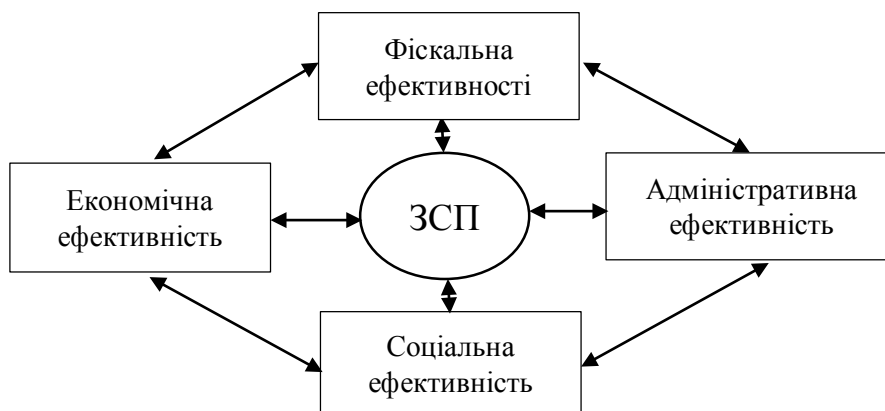 Фіскальна
ефективності
Економічна
ефективність
ЗСП
Адміністративна
ефективність
Соціальна
ефективність